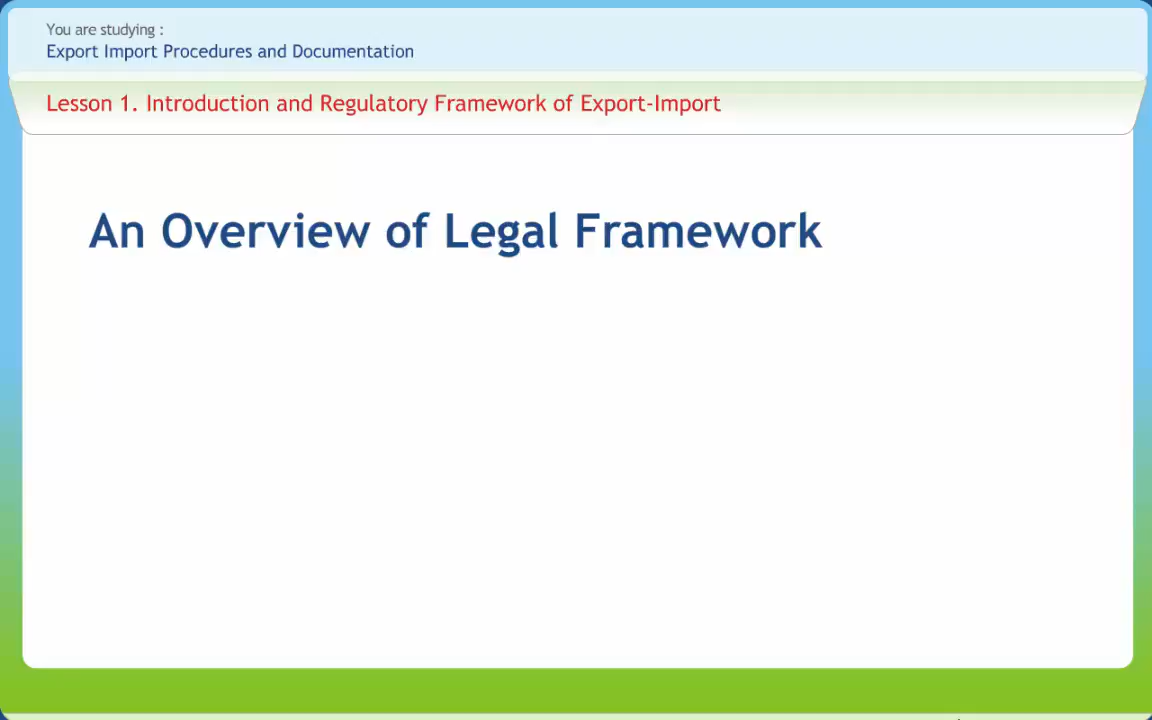 You are studying :
Export Import Procedures and Documentation
Lesson 1. Introduction and Regulatory Framework of Export-Import
An Overview of Legal Framework